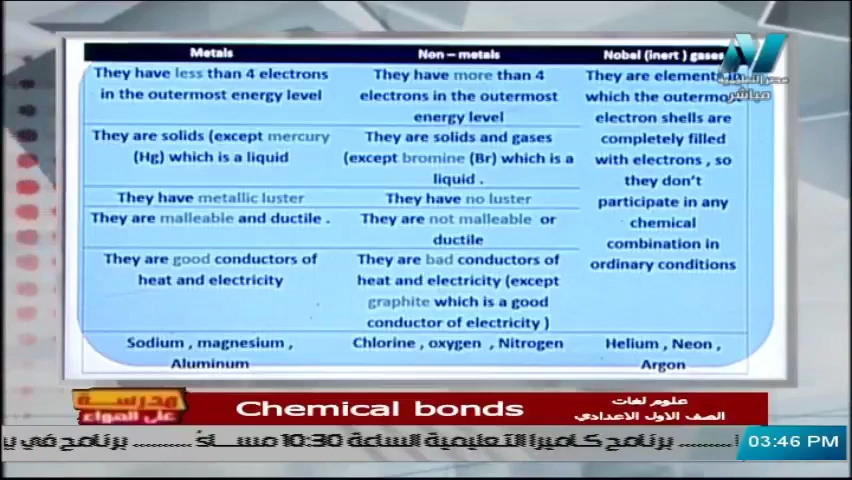 Metals
Non – metals
Nobel (inert ) gases
They have less than 4 electrons
in the outermost energy level
They have more than 4
electrons in the outermost
energy level
They are elements in
which the outermost
electron shells are
completely filled
with electrons , so
they don't
participate in any
chemical
combination in
ordinary conditions
They are solids (except mercury
(Hg) which is a liquid
They are solids and gases
(except bromine (Br) which is a
liquid .
They have metallic luster
They have no luster
They are malleable and ductile .
They are not malleable or
ductile
They are good conductors of
heat and electricity
They are bad conductors of
heat and electricity (except
graphite which is a good
conductor of electricity )
Sodium , magnesium ,
Aluminum
Chlorine , oxygen , Nitrogen
Helium , Neon ,
Argon
مصر التعليمية
مباشر
مدرسة
على الهواء
Chemical bonds
علوم لغات
الصف الاول الاعدادي
برنامج كاميرا التعليمية الساعة 10:30 مساءً ........ برنامج في
03:46 PM